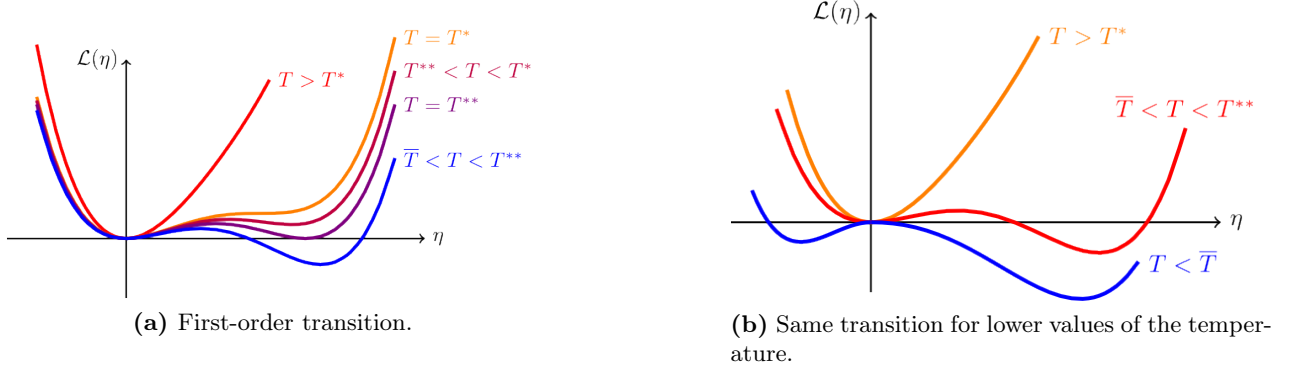 ℒ(η)
T > T*
T = T*
T** < T < T*
T = T**
T̅ < T < T**
η
(a) First-order transition.
ℒ(η)
T > T*
T̅ < T < T**
η
T < T̅
(b) Same transition for lower values of the temper-
ature.